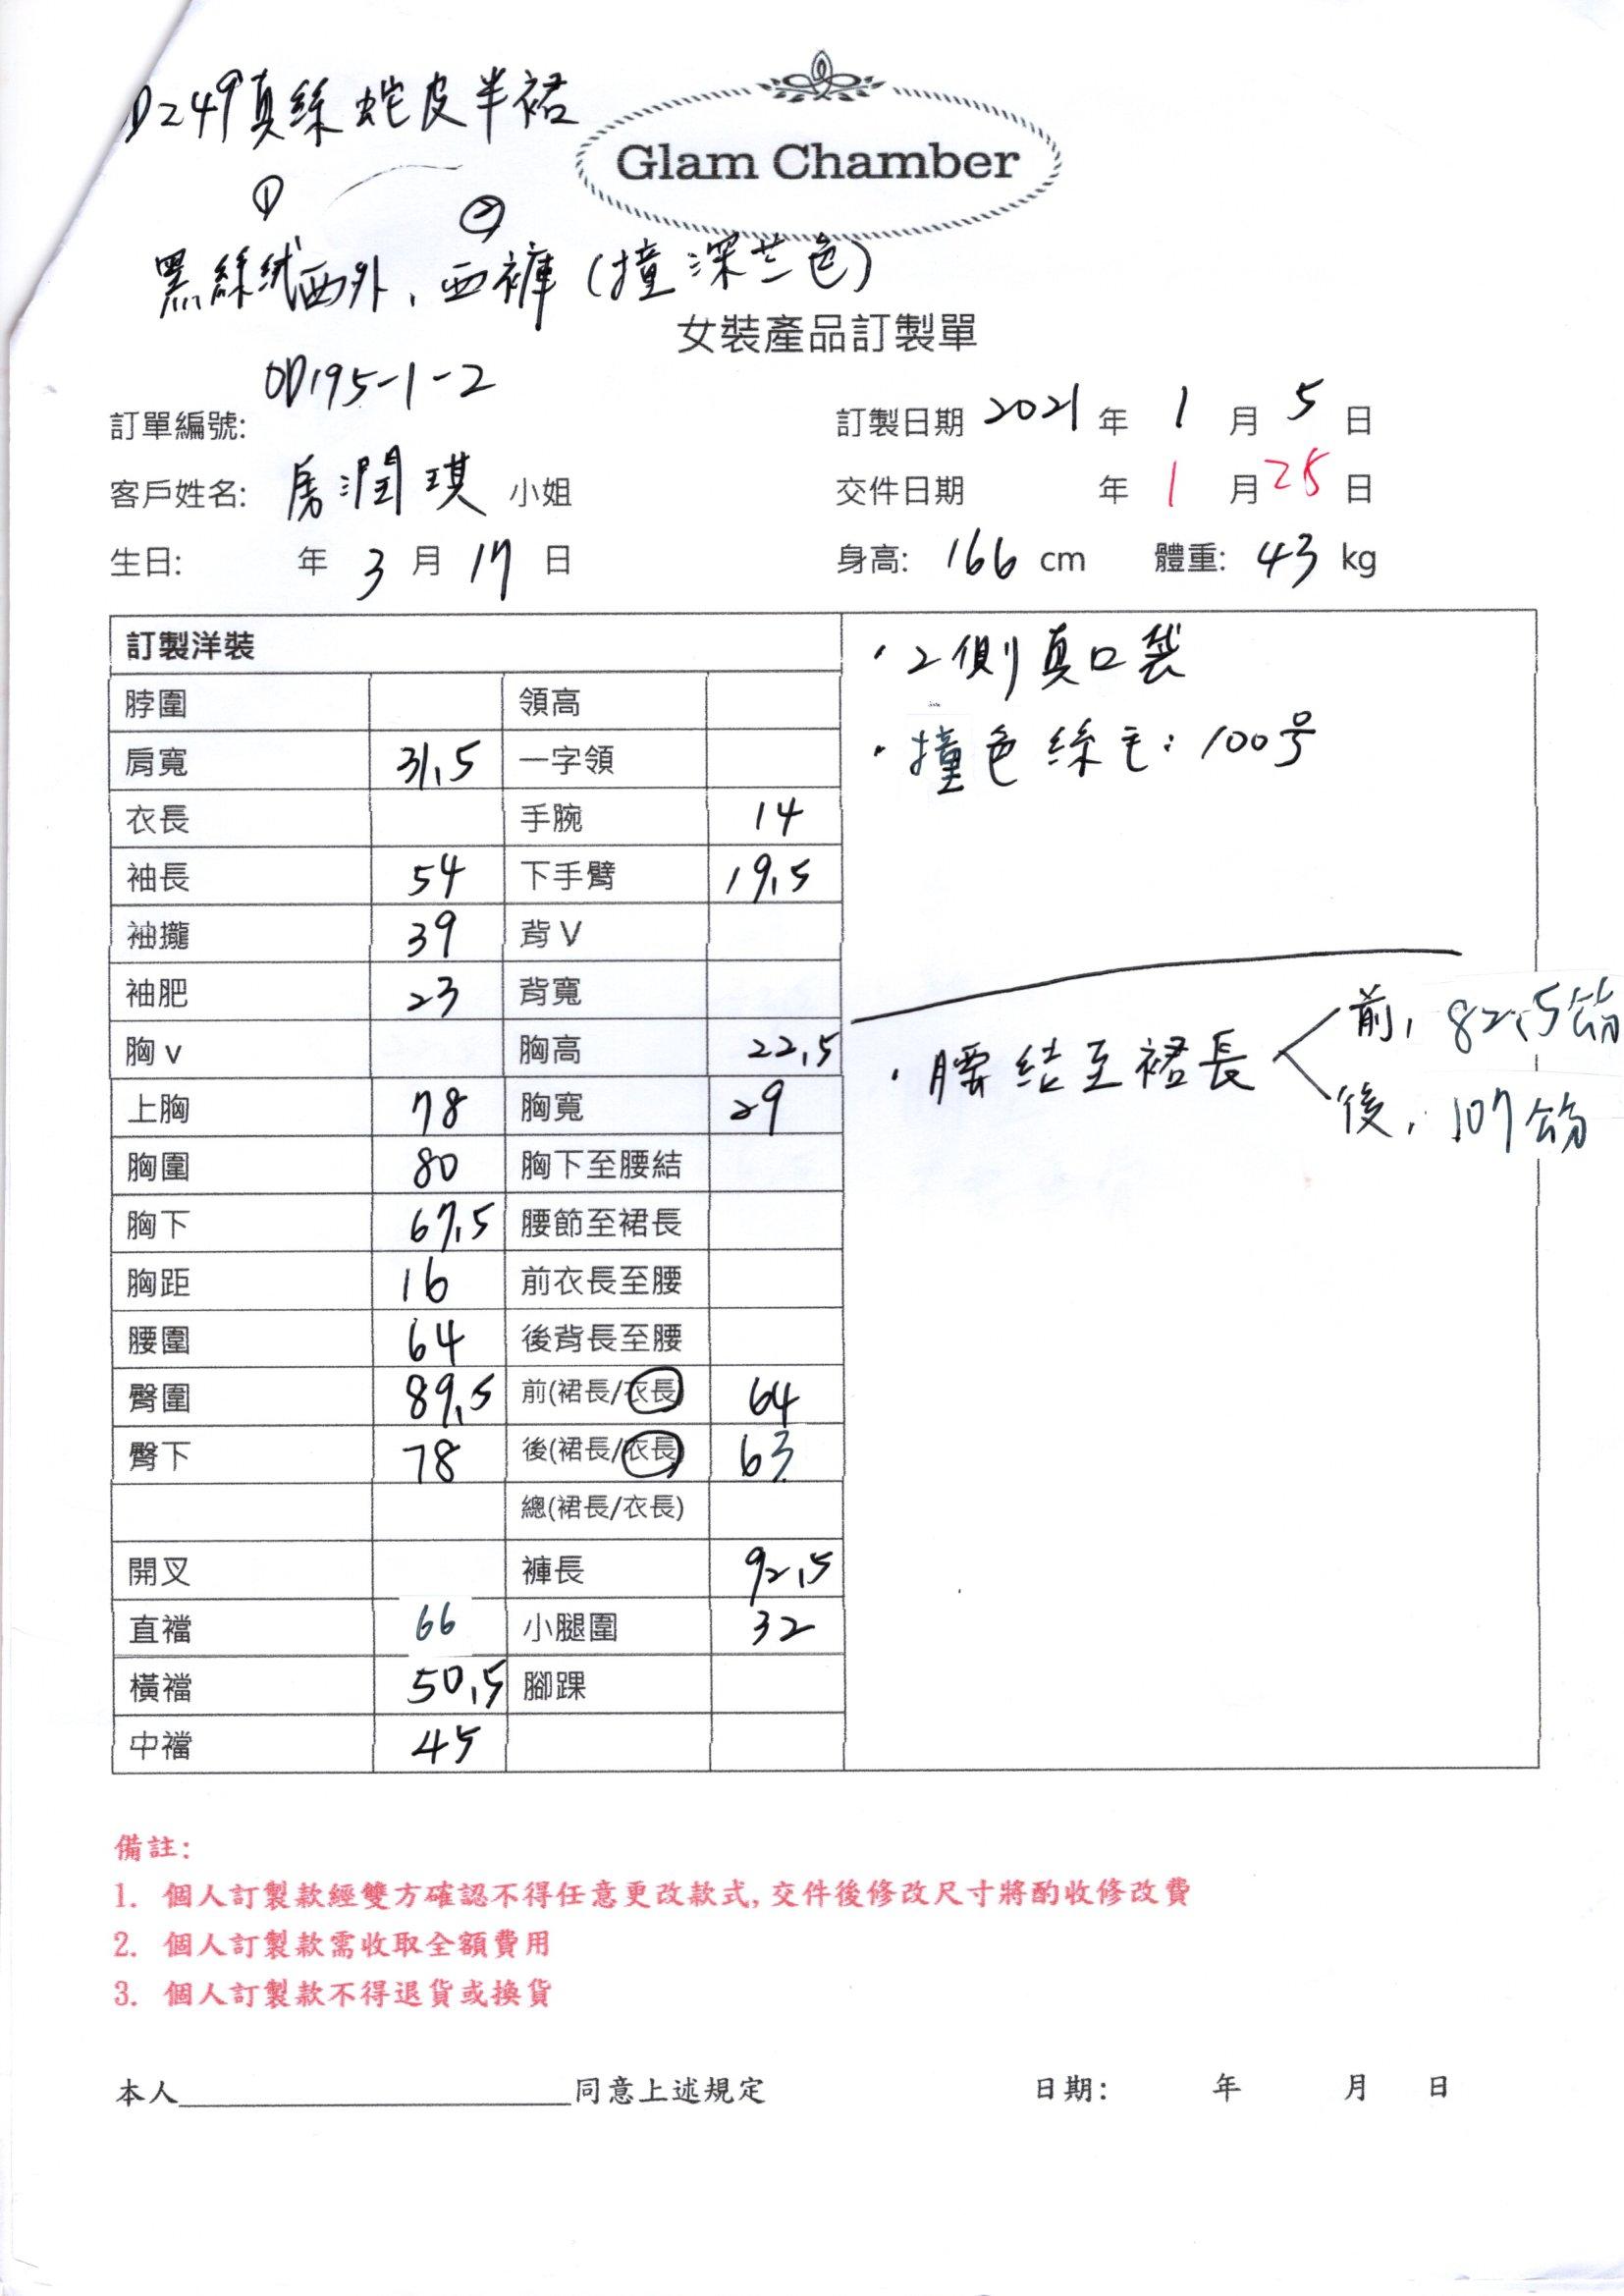 D249真絲蛇皮半裙
Glam Chamber
① ②
黑絲絨西外、西褲(撞深芷色)
女裝產品訂製單
OD195-1-2
訂單編號: 訂製日期 2021 年 1 月 5 日
客戶姓名: 房潤琪 小姐 交件日期 年 1 月 25 日
生日: 年 3 月 17 日 身高: 166 cm 體重: 43 kg
訂製洋裝
脖圍 領高
肩寬 31.5 一字領
衣長 手腕 14
袖長 54 下手臂 19.5
袖攏 39 背V
袖肥 23 背寬
胸v 胸高 22.5
上胸 78 胸寬 29
胸圍 80 胸下至腰結
胸下 67.5 腰節至裙長
胸距 16 前衣長至腰
腰圍 64 後背長至腰
臀圍 89.5 前(裙長/衣長) 64
臀下 78 後(裙長/衣長) 63
總(裙長/衣長)
開叉 褲長 92.5
直襠 66 小腿圍 32
橫襠 50.5 腳踝
中襠 45
·2側真口袋
·撞色絲毛:100号
·腰结至裙長
前, 82.5
後, 107
備註:
1. 個人訂製款經雙方確認不得任意更改款式,交件後修改尺寸將酌收修改費
2. 個人訂製款需收取全額費用
3. 個人訂製款不得退貨或換貨
本人____________________同意上述規定 日期: 年 月 日